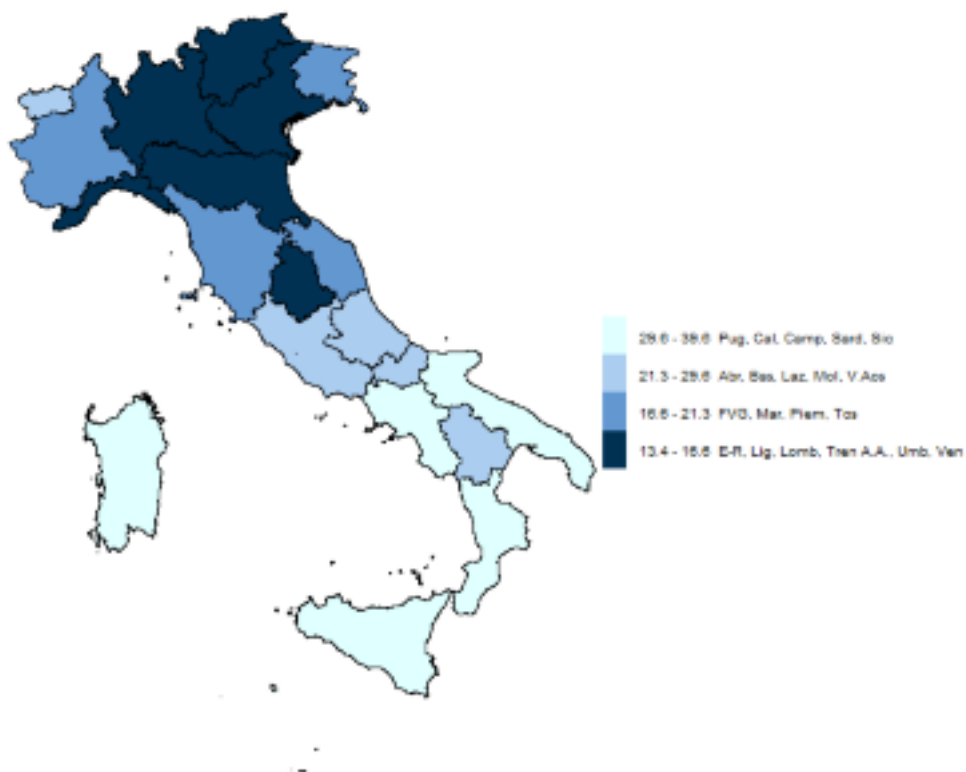 29.6 - 39.6 Pug, Cal, Camp, Sard, Sic
21.3 - 29.6 Abr, Bas, Laz, Mol, V.Aos
16.6 - 21.3 FVG, Mar, Piem, Tos
13.4 - 16.6 E-R, Lig, Lomb, Tren A.A., Umb, Ven